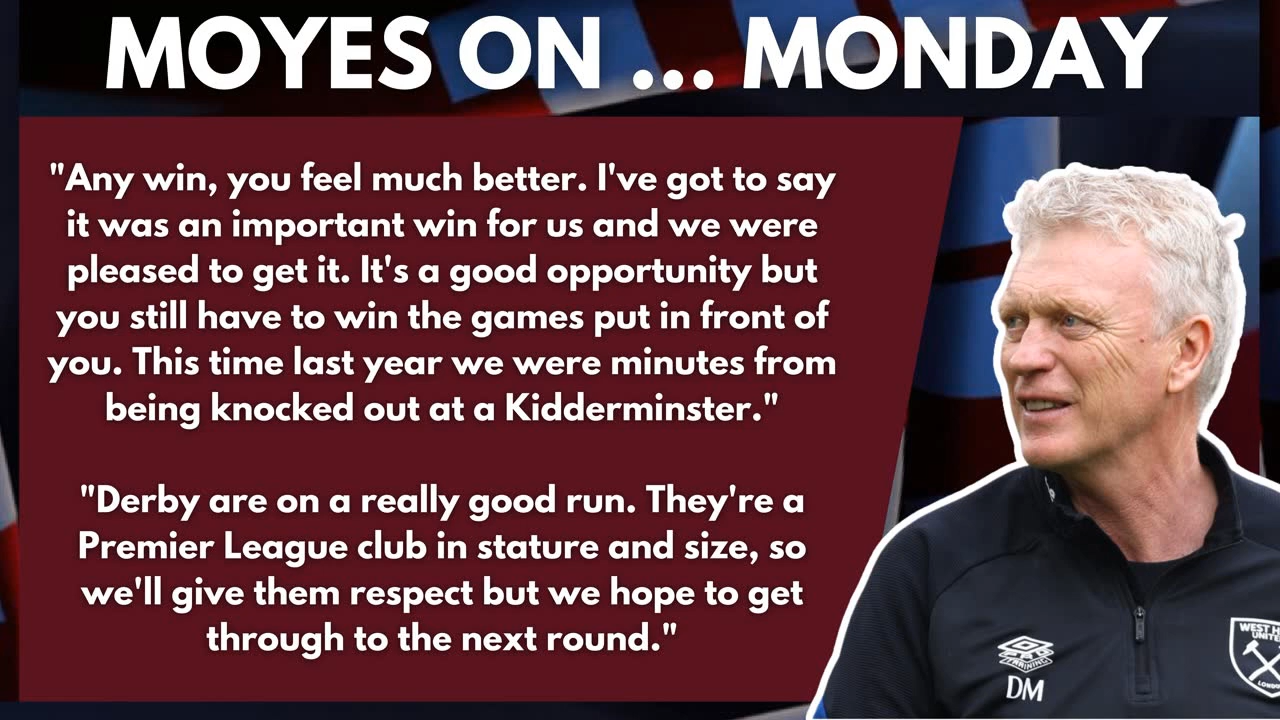 MOYES ON ... MONDAY
"Any win, you feel much better. I've got to say
it was an important win for us and we were
pleased to get it. It's a good opportunity but
you still have to win the games put in front of
you. This time last year we were minutes from
being knocked out at a Kidderminster."
"Derby are on a really good run. They're a
Premier League club in stature and size, so
we'll give them respect but we hope to get
through to the next round."
TRAINING
DM
WEST H
UNITE
LONDO